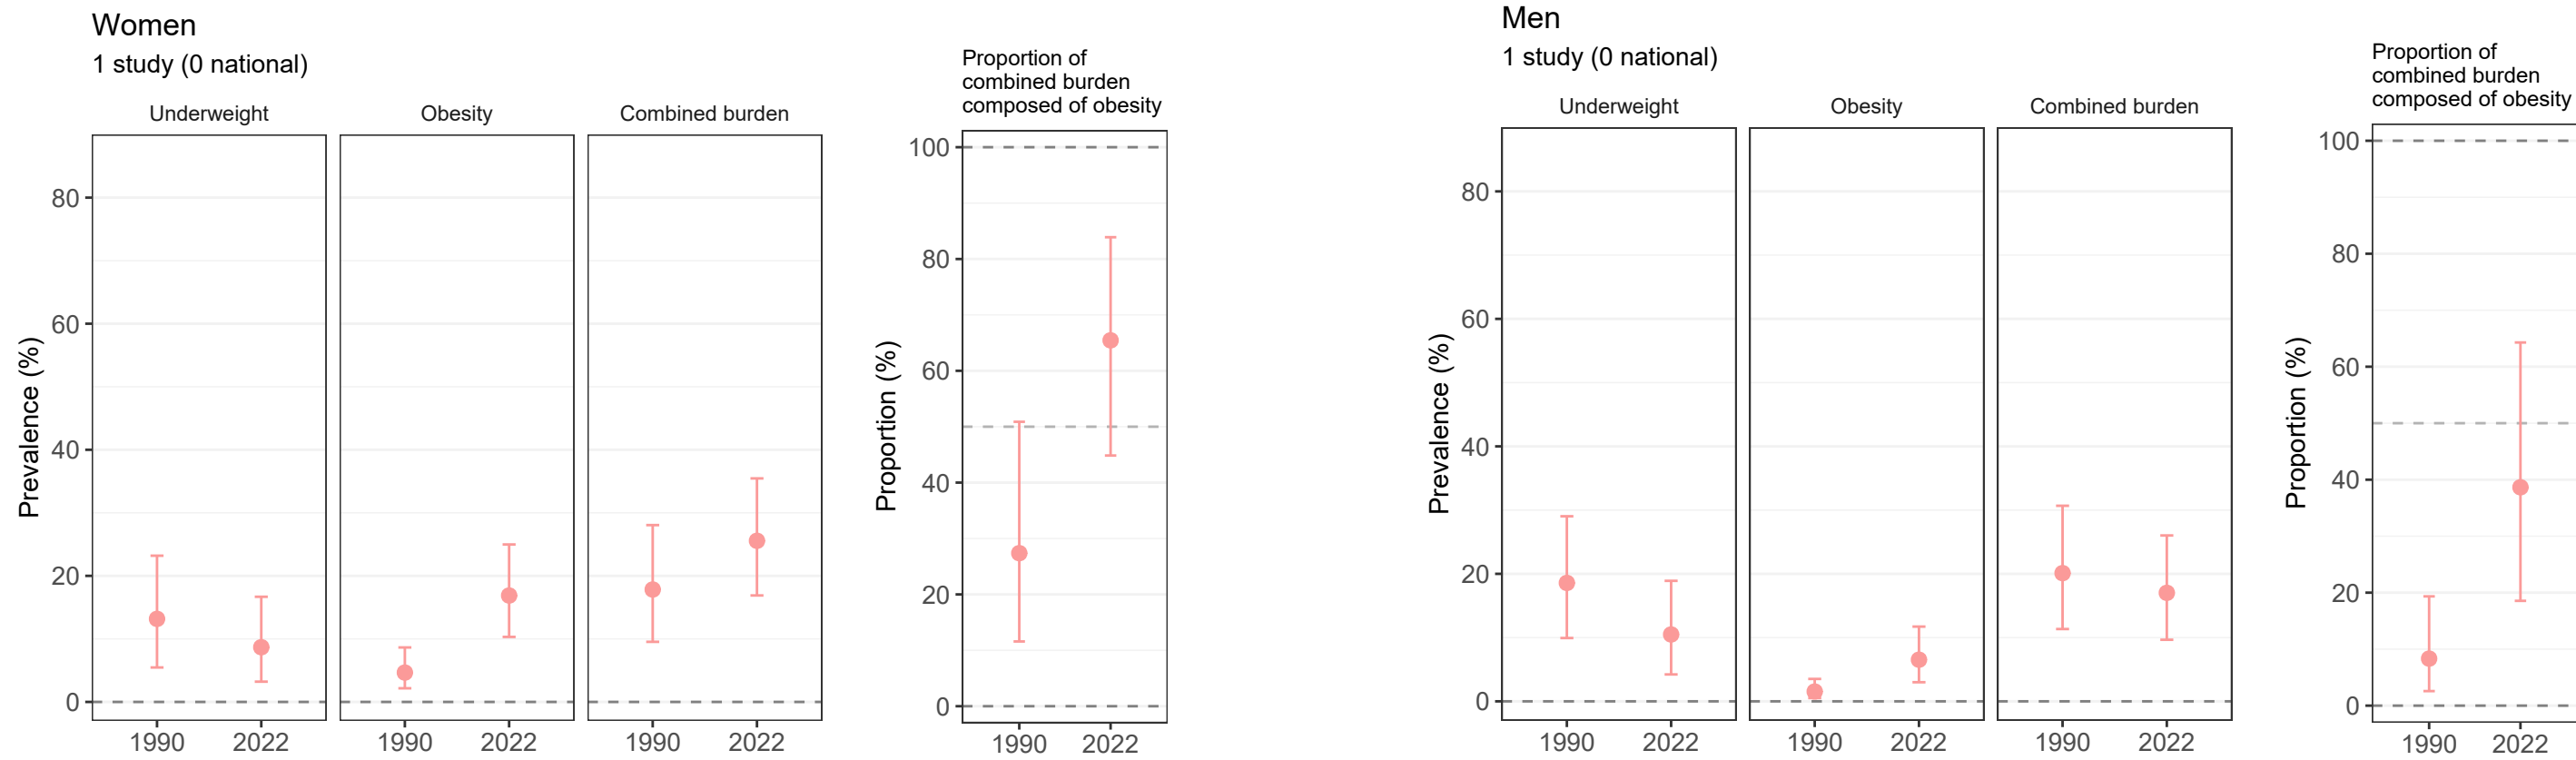 Women
1 study (0 national)
Underweight
Obesity
Combined burden
Prevalence (%)
80
60
40
20
0
1990 2022
1990 2022
1990 2022
Proportion of
combined burden
composed of obesity
Proportion (%)
100
80
60
40
20
0
1990 2022
Men
1 study (0 national)
Underweight
Obesity
Combined burden
Prevalence (%)
80
60
40
20
0
1990 2022
1990 2022
1990 2022
Proportion of
combined burden
composed of obesity
Proportion (%)
100
80
60
40
20
0
1990 2022